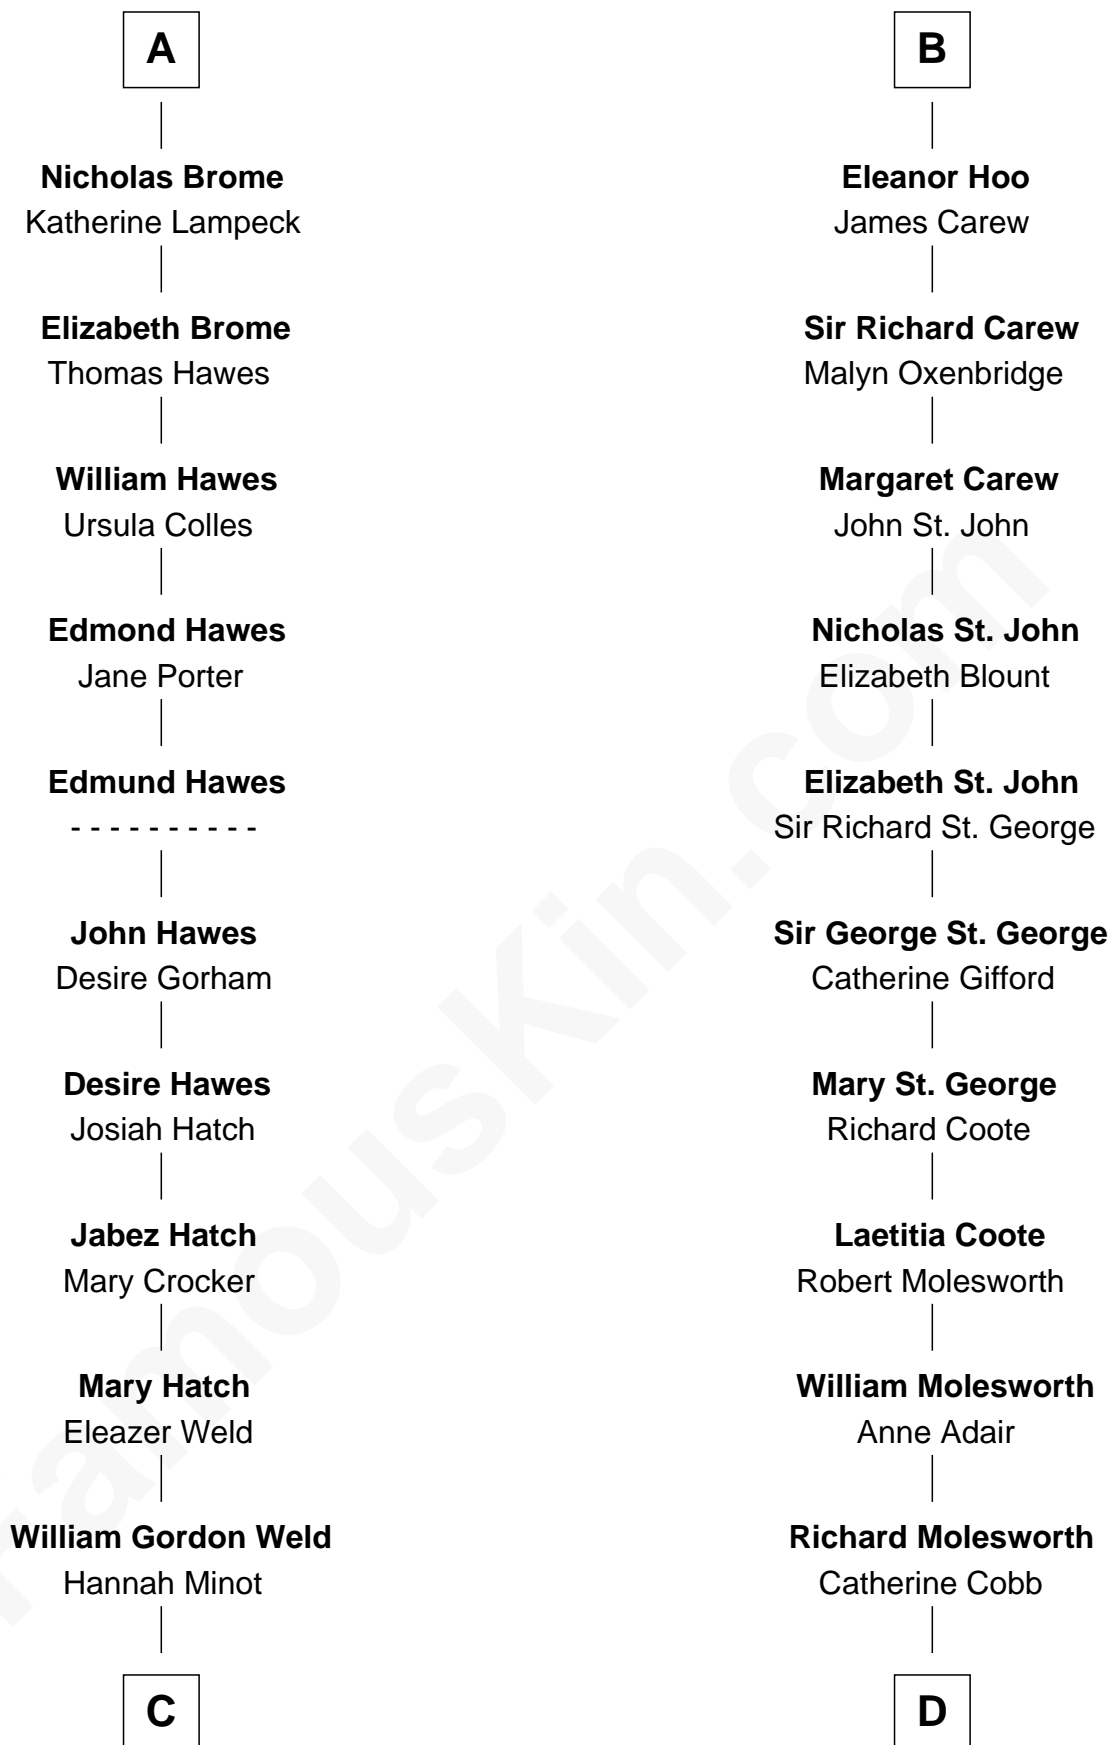 A
Nicholas Brome
Katherine Lampeck
Elizabeth Brome
Thomas Hawes
William Hawes
Ursula Colles
Edmond Hawes
Jane Porter
Edmund Hawes
- - - - - - - - - -
John Hawes
Desire Gorham
Desire Hawes
Josiah Hatch
Jabez Hatch
Mary Crocker
Mary Hatch
Eleazer Weld
William Gordon Weld
Hannah Minot
C
B
Eleanor Hoo
James Carew
Sir Richard Carew
Malyn Oxenbridge
Margaret Carew
John St. John
Nicholas St. John
Elizabeth Blount
Elizabeth St. John
Sir Richard St. George
Sir George St. George
Catherine Gifford
Mary St. George
Richard Coote
Laetitia Coote
Robert Molesworth
William Molesworth
Anne Adair
Richard Molesworth
Catherine Cobb
D
FamousKin.com